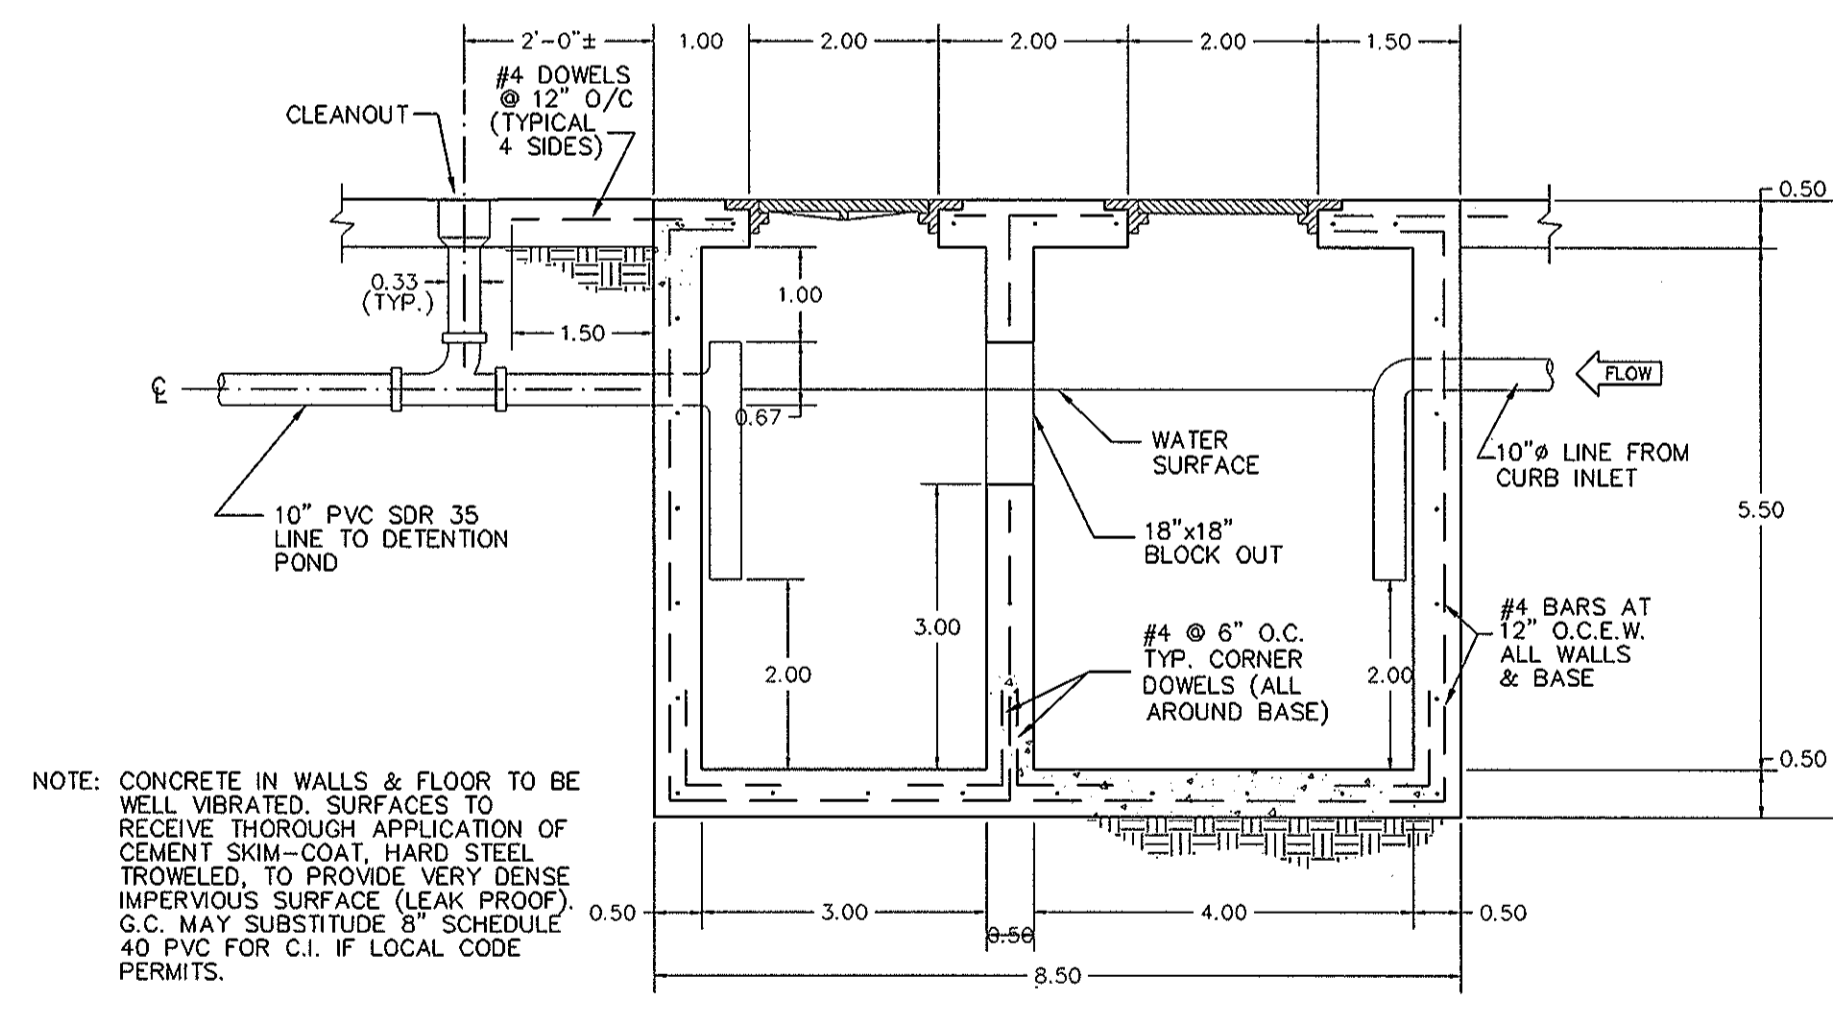 2'-0"± 1.00 2.00 2.00 2.00 1.50
#4 DOWELS
@ 12" O/C
(TYPICAL
4 SIDES)
CLEANOUT
0.50
0.33
(TYP.)
1.00
1.50
℄
FLOW
0.67
WATER
SURFACE
10"ø LINE FROM
CURB INLET
10" PVC SDR 35
LINE TO DETENTION
POND
18"x18"
BLOCK OUT
5.50
3.00
#4 @ 6" O.C.
TYP. CORNER
DOWELS (ALL
AROUND BASE)
#4 BARS AT
12" O.C.E.W.
ALL WALLS
& BASE
2.00
2.00
0.50
NOTE: CONCRETE IN WALLS & FLOOR TO BE
WELL VIBRATED. SURFACES TO
RECEIVE THOROUGH APPLICATION OF
CEMENT SKIM-COAT, HARD STEEL
TROWELED, TO PROVIDE VERY DENSE
IMPERVIOUS SURFACE (LEAK PROOF).
G.C. MAY SUBSTITUDE 8" SCHEDULE
40 PVC FOR C.I. IF LOCAL CODE
PERMITS.
0.50 3.00 4.00 0.50
0.50
8.50